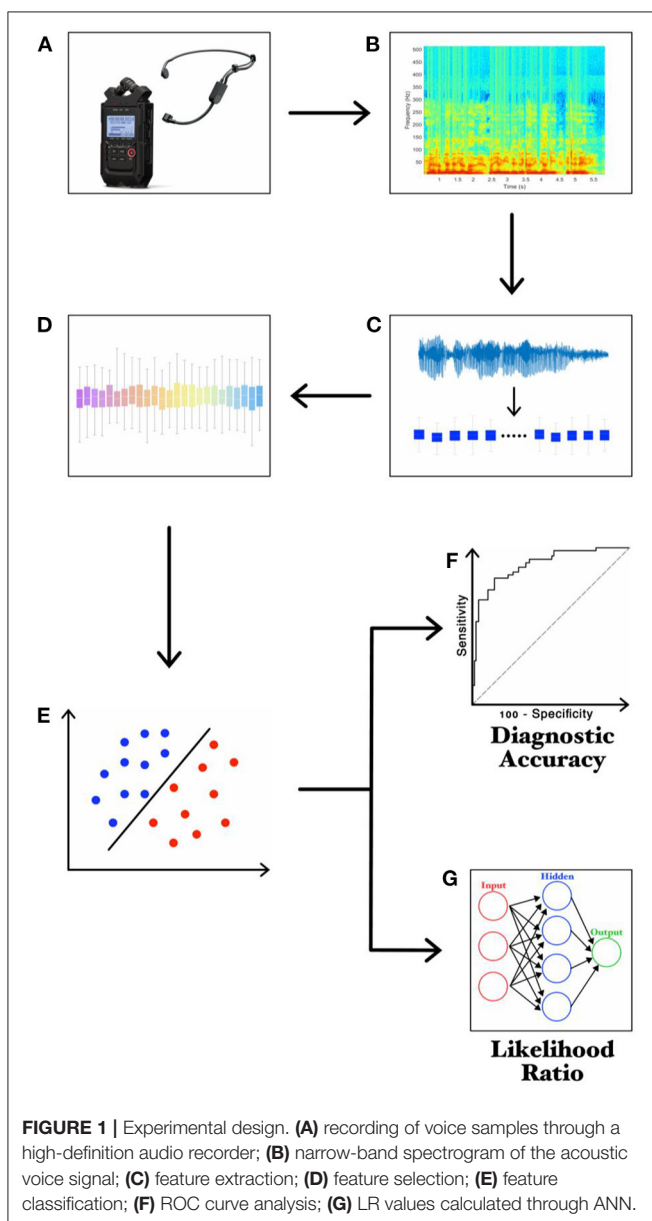 A
B
Frequency (Hz)
500
450
400
350
300
250
200
150
100
50
1 1.5 2 2.5 3 3.5 4 4.5 5 5.5
Time (s)
D
C
F
Sensitivity
100 - Specificity
Diagnostic
Accuracy
E
G
Input
Hidden
Output
Likelihood
Ratio
FIGURE 1 | Experimental design. (A) recording of voice samples through a
high-definition audio recorder; (B) narrow-band spectrogram of the acoustic
voice signal; (C) feature extraction; (D) feature selection; (E) feature
classification; (F) ROC curve analysis; (G) LR values calculated through ANN.